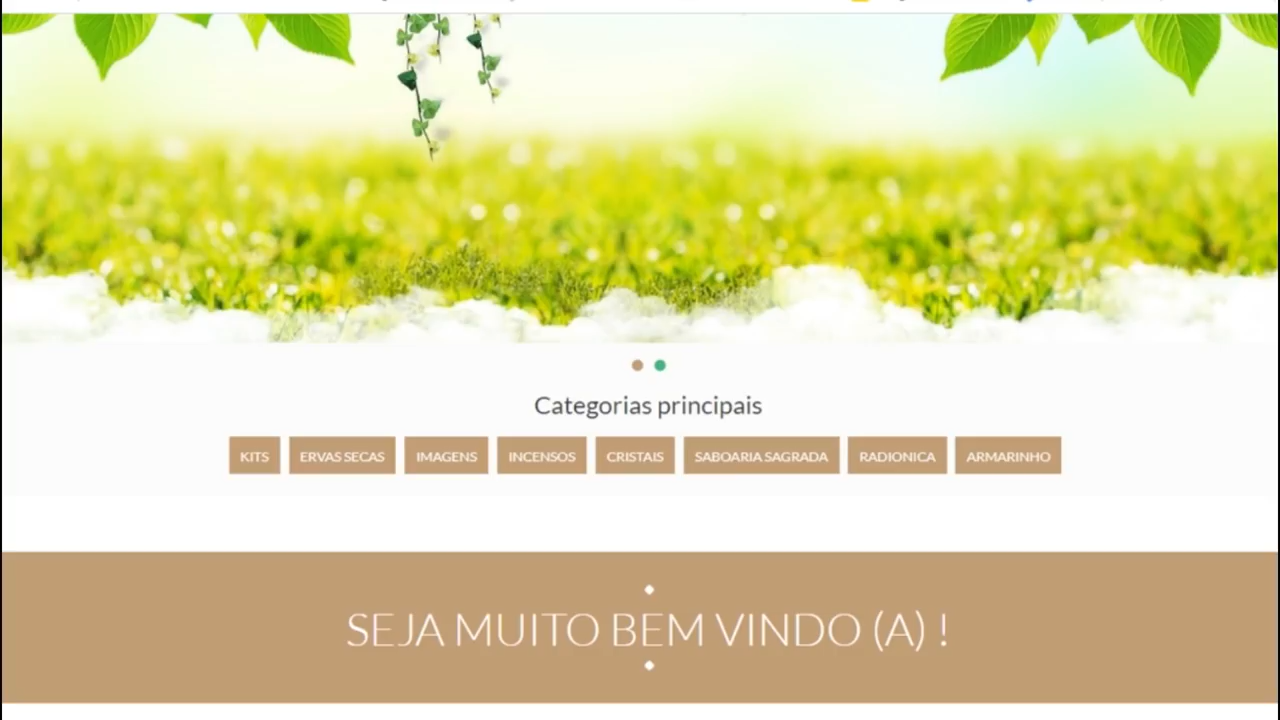 Categorias principais
KITS ERVAS SECAS IMAGENS INCENSOS CRISTAIS SABOARIA SAGRADA RADIONICA ARMARINHO
SEJA MUITO BEM VINDO (A) !